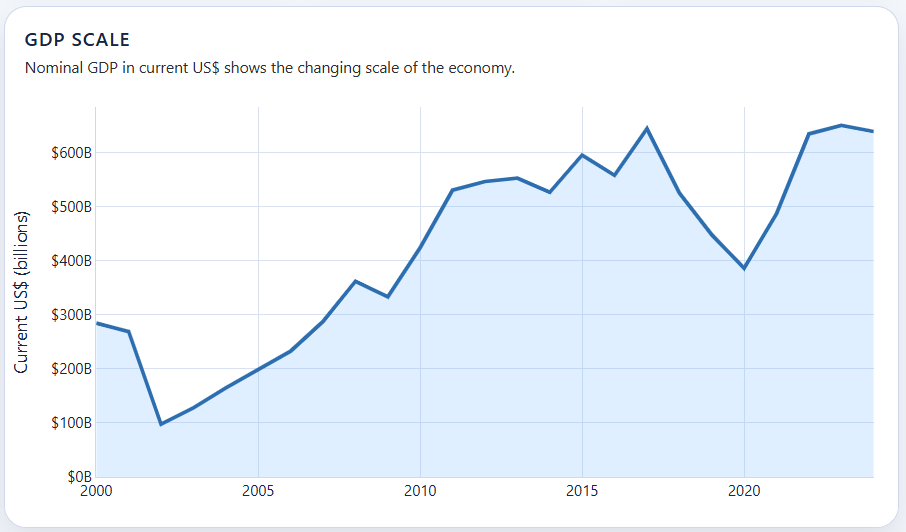 GDP SCALE
Nominal GDP in current US$ shows the changing scale of the economy.
Current US$ (billions)
$600B
$500B
$400B
$300B
$200B
$100B
$0B
2000 2005 2010 2015 2020